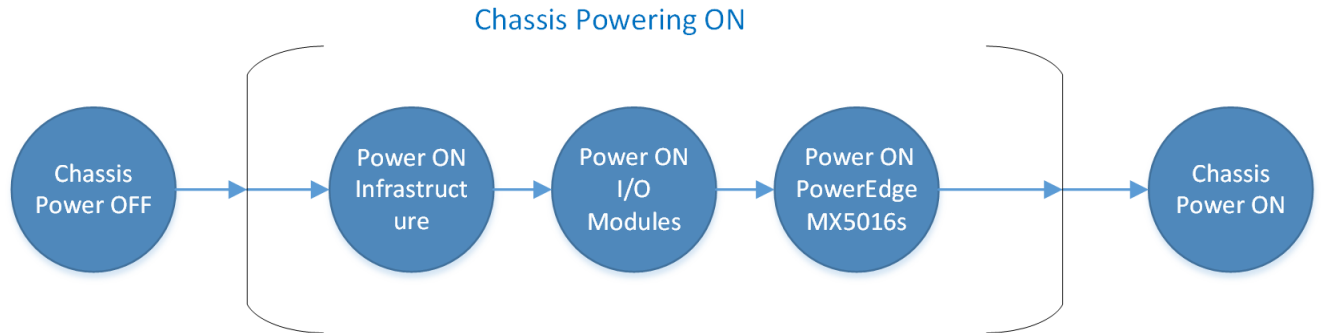 Chassis Powering ON
Chassis
Power OFF
Power ON
Infrastruct
ure
Power ON
I/O
Modules
Power ON
PowerEdge
MX5016s
Chassis
Power ON